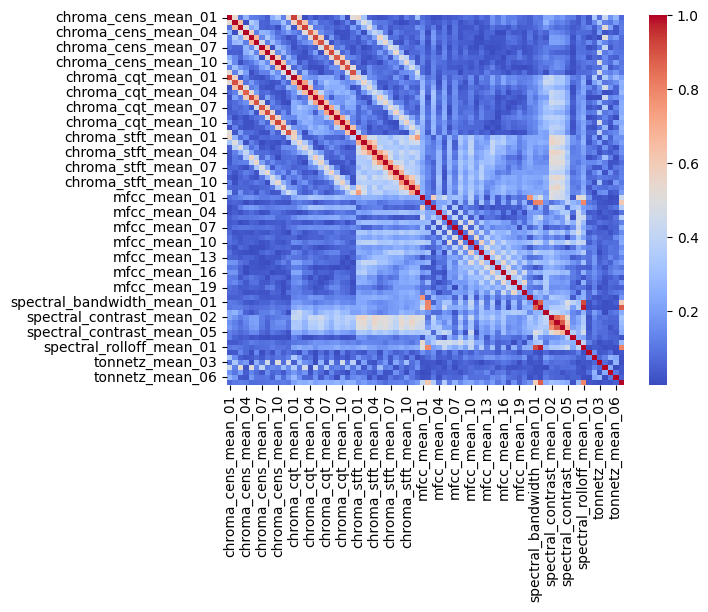 chroma_cens_mean_01
chroma_cens_mean_04
chroma_cens_mean_07
chroma_cens_mean_10
chroma_cqt_mean_01
chroma_cqt_mean_04
chroma_cqt_mean_07
chroma_cqt_mean_10
chroma_stft_mean_01
chroma_stft_mean_04
chroma_stft_mean_07
chroma_stft_mean_10
mfcc_mean_01
mfcc_mean_04
mfcc_mean_07
mfcc_mean_10
mfcc_mean_13
mfcc_mean_16
mfcc_mean_19
spectral_bandwidth_mean_01
spectral_contrast_mean_02
spectral_contrast_mean_05
spectral_rolloff_mean_01
tonnetz_mean_03
tonnetz_mean_06
chroma_cens_mean_01
chroma_cens_mean_04
chroma_cens_mean_07
chroma_cens_mean_10
chroma_cqt_mean_01
chroma_cqt_mean_04
chroma_cqt_mean_07
chroma_cqt_mean_10
chroma_stft_mean_01
chroma_stft_mean_04
chroma_stft_mean_07
chroma_stft_mean_10
mfcc_mean_01
mfcc_mean_04
mfcc_mean_07
mfcc_mean_10
mfcc_mean_13
mfcc_mean_16
mfcc_mean_19
spectral_bandwidth_mean_01
spectral_contrast_mean_02
spectral_contrast_mean_05
spectral_rolloff_mean_01
tonnetz_mean_03
tonnetz_mean_06
1.0
0.8
0.6
0.4
0.2